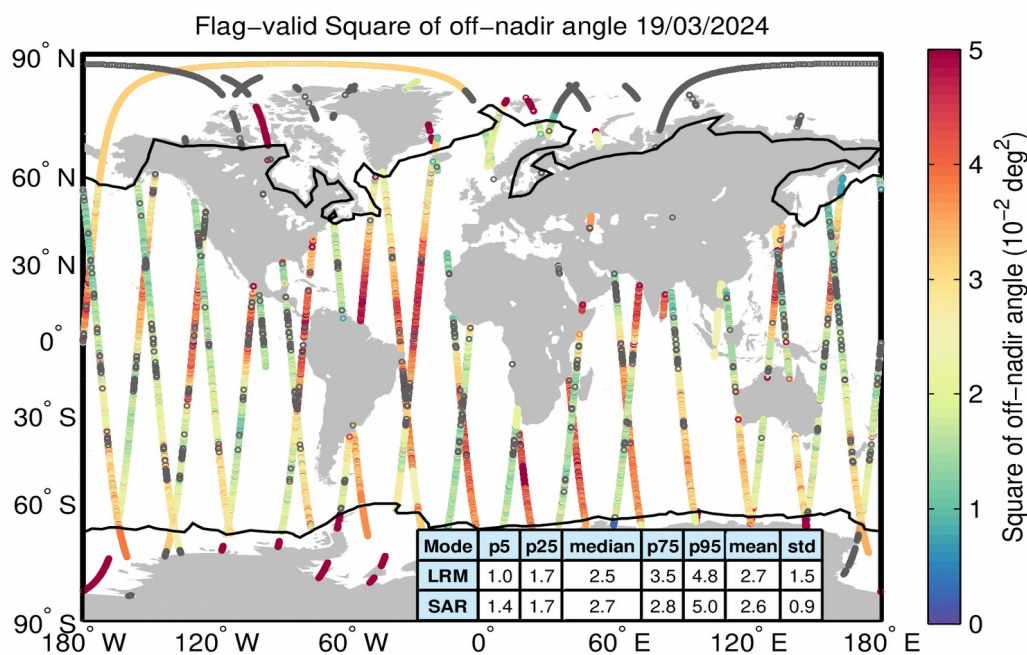 Flag−valid Square of off−nadir angle 19/03/2024
90° N
60° N
30° N
0°
30° S
60° S
90° S
180° W
120° W
60° W
0°
60° E
120° E
180° E
Mode p5 p25 median p75 p95 mean std
LRM 1.0 1.7 2.5 3.5 4.8 2.7 1.5
SAR 1.4 1.7 2.7 2.8 5.0 2.6 0.9
5
4
3
2
1
0
Square of off−nadir angle (10⁻² deg²)